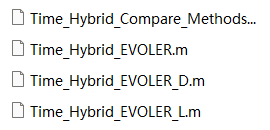 Time_Hybrid_Compare_Methods...
Time_Hybrid_EVOLER.m
Time_Hybrid_EVOLER_D.m
Time_Hybrid_EVOLER_L.m